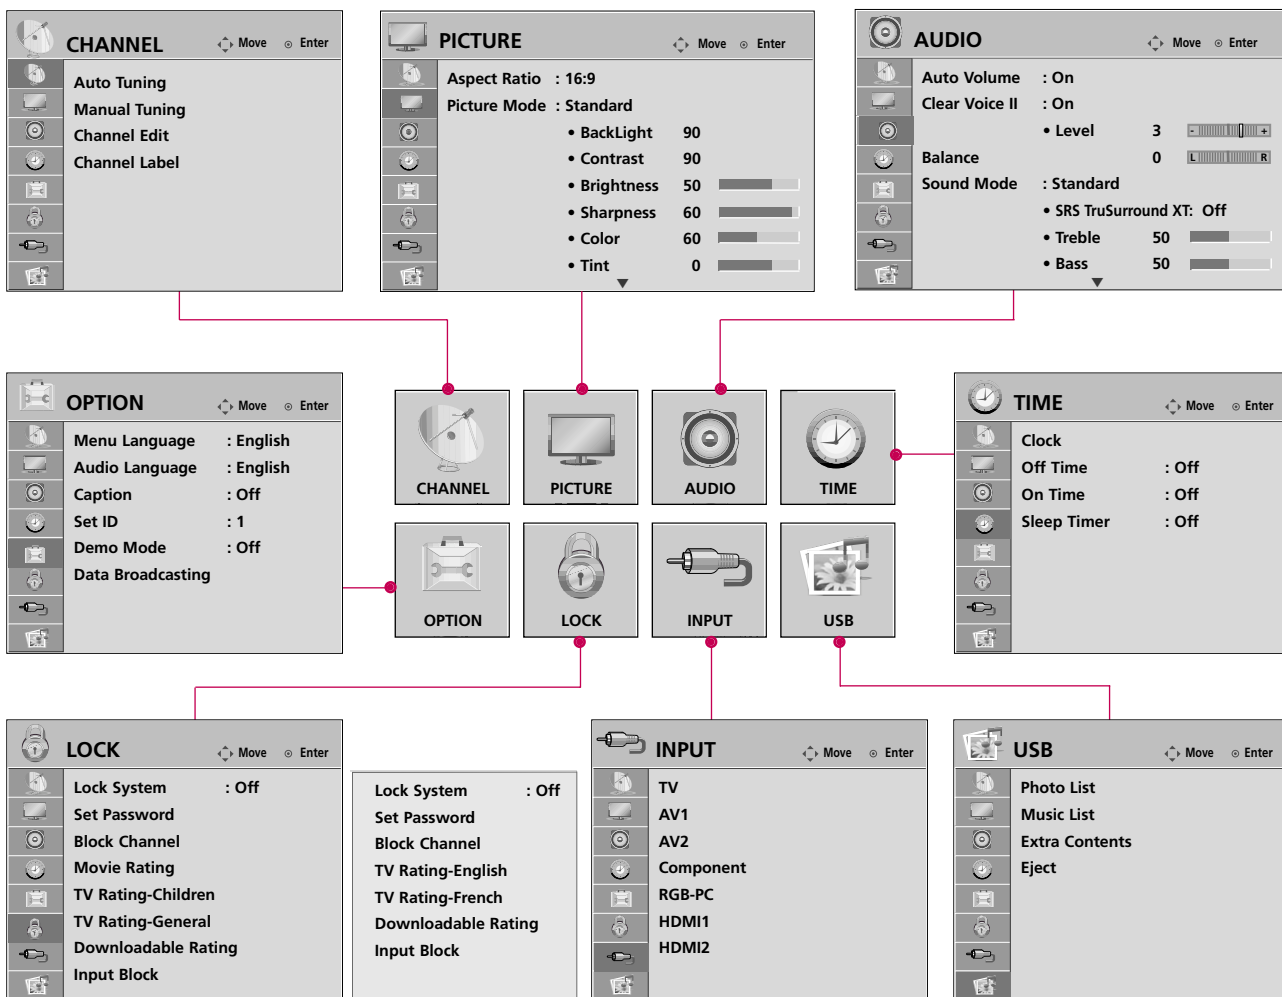 CHANNEL Move Enter
Auto Tuning
Manual Tuning
Channel Edit
Channel Label
PICTURE Move Enter
Aspect Ratio : 16:9
Picture Mode : Standard
• BackLight 90
• Contrast 90
• Brightness 50
• Sharpness 60
• Color 60
• Tint 0
AUDIO Move Enter
Auto Volume : On
Clear Voice II : On
• Level 3 - +
Balance 0 L R
Sound Mode : Standard
• SRS TruSurround XT: Off
• Treble 50
• Bass 50
OPTION Move Enter
Menu Language : English
Audio Language : English
Caption : Off
Set ID : 1
Demo Mode : Off
Data Broadcasting
CHANNEL PICTURE AUDIO TIME
OPTION LOCK INPUT USB
TIME Move Enter
Clock
Off Time : Off
On Time : Off
Sleep Timer : Off
LOCK Move Enter
Lock System : Off
Set Password
Block Channel
Movie Rating
TV Rating-Children
TV Rating-General
Downloadable Rating
Input Block
Lock System : Off
Set Password
Block Channel
TV Rating-English
TV Rating-French
Downloadable Rating
Input Block
INPUT Move Enter
TV
AV1
AV2
Component
RGB-PC
HDMI1
HDMI2
USB Move Enter
Photo List
Music List
Extra Contents
Eject